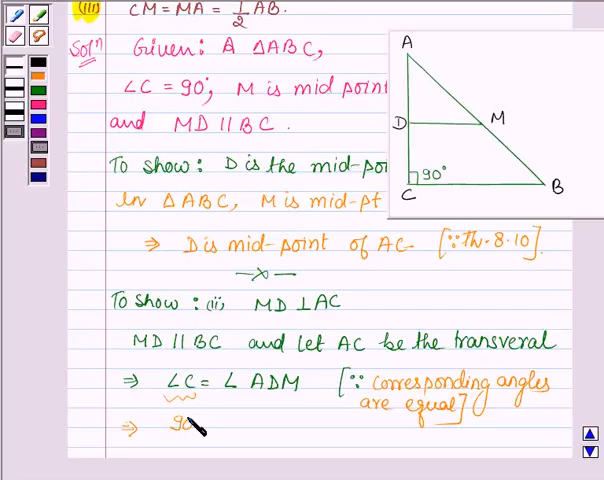 (iii) CM = MA = 1/2 AB.
Solⁿ Given: A ΔABC,
∠C = 90°, M is mid point
and MD || BC.
To show: D is the mid-poi
In ΔABC, M is mid-pt
⇒ D is mid-point of AC. [∵ Th. 8.10].
—x—
To show: (ii) MD ⊥ AC
MD || BC and let AC be the transveral
⇒ ∠C = ∠ADM [∵ corresponding angles
are equal]
⇒ 90
A
D
M
90°
C
B